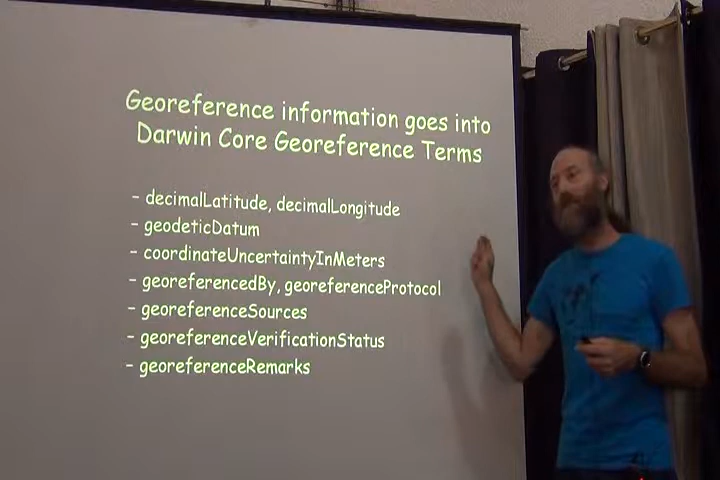 Georeference information goes into
Darwin Core Georeference Terms
- decimalLatitude, decimalLongitude
- geodeticDatum
- coordinateUncertaintyInMeters
- georeferencedBy, georeferenceProtocol
- georeferenceSources
- georeferenceVerificationStatus
- georeferenceRemarks